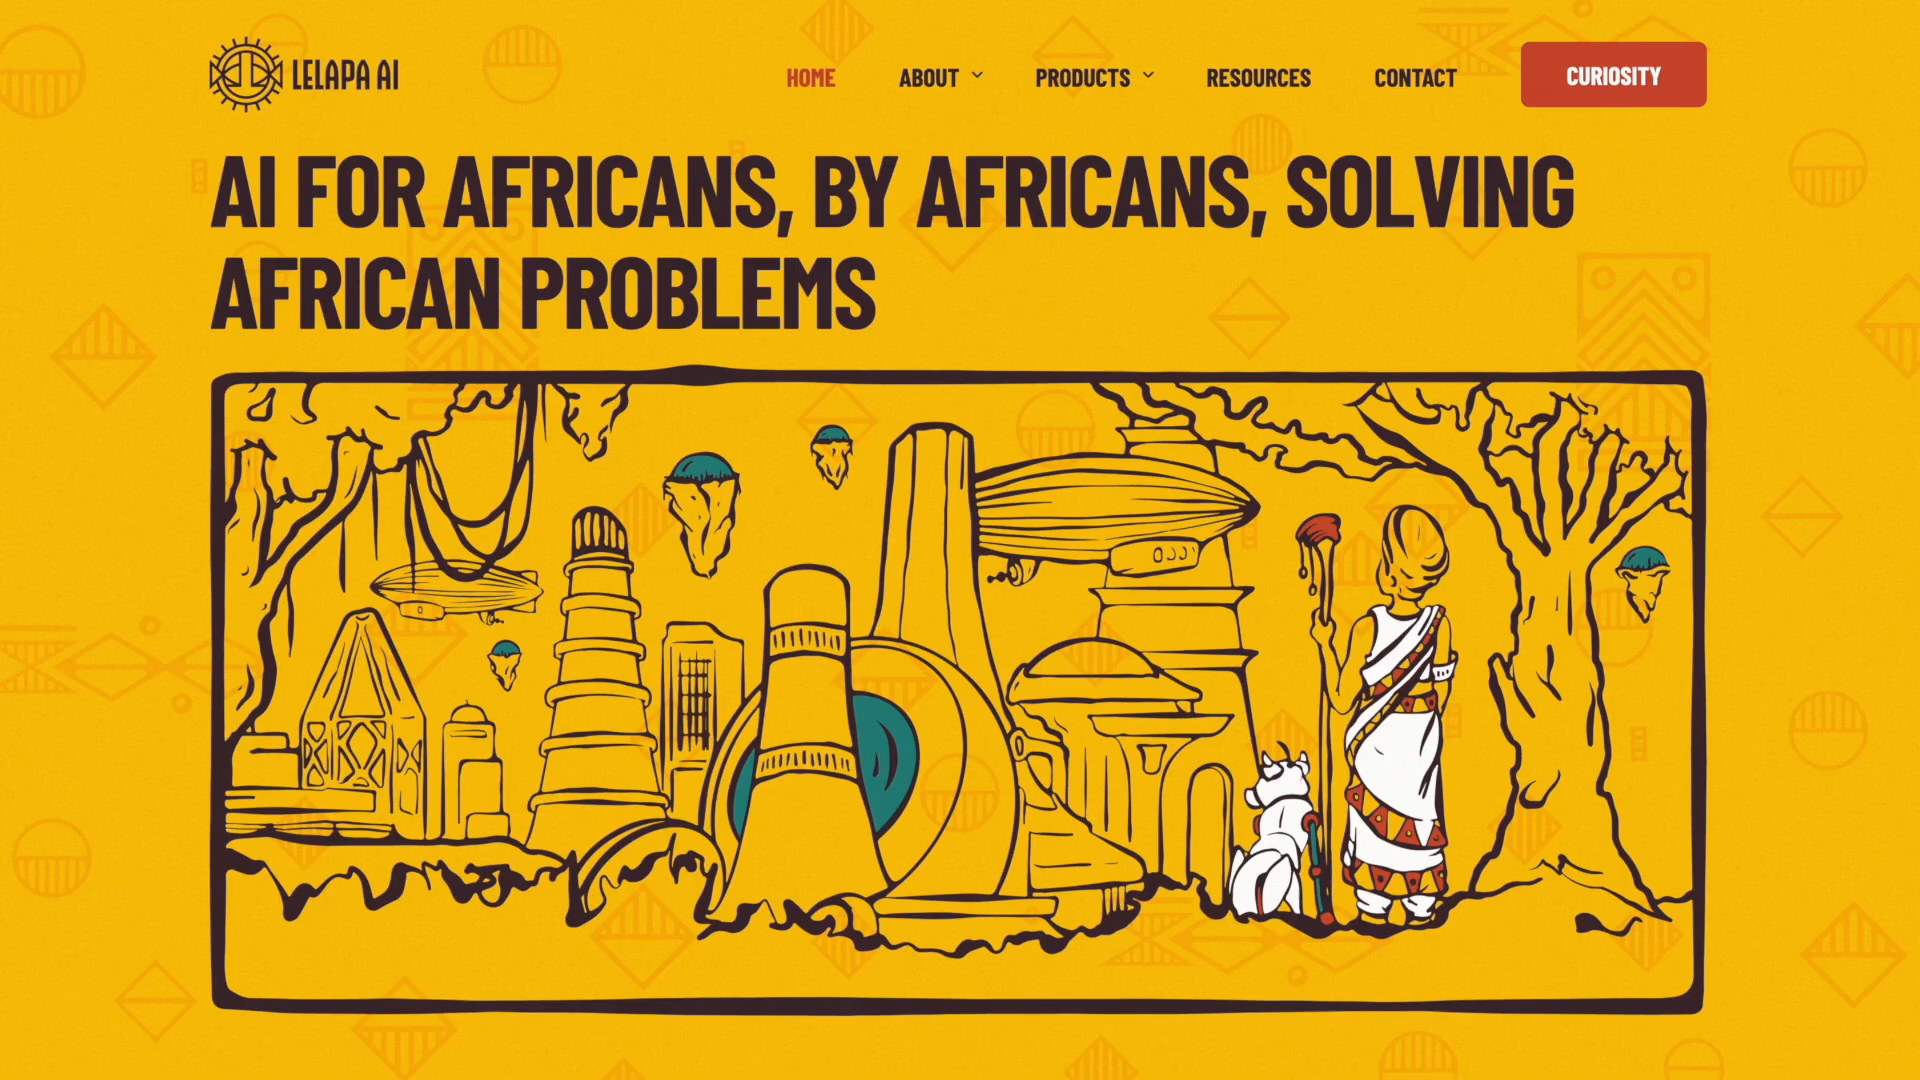 LELAPA AI
HOME ABOUT PRODUCTS RESOURCES CONTACT CURIOSITY
AI FOR AFRICANS, BY AFRICANS, SOLVING
AFRICAN PROBLEMS